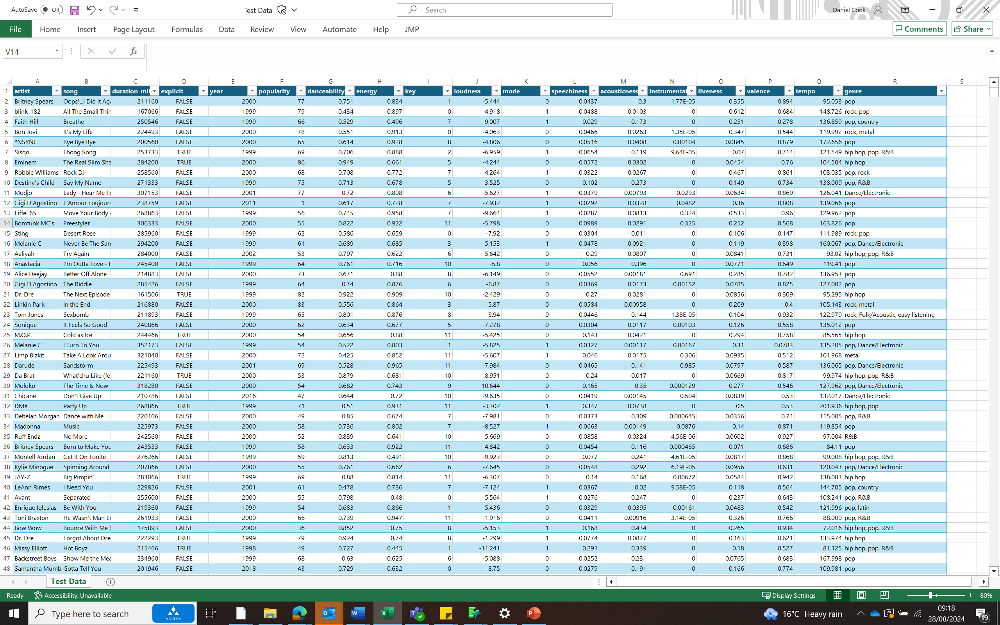 AutoSave Off Test Data Search Daniel Cook
File Home Insert Page Layout Formulas Data Review View Automate Help JMP Comments Share
V14 fx
A B C D E F G H I J K L M N O P Q R S
1 artist song duration_mil explicit year popularity danceability energy key loudness mode speechiness acousticness instrumental liveness valence tempo genre
2 Britney Spears Oops!...I Did It Aga 211160 FALSE 2000 77 0.751 0.834 1 -5.444 0 0.0437 0.3 1.77E-05 0.355 0.894 95.053 pop
3 blink-182 All The Small Thin 167066 FALSE 1999 79 0.434 0.897 0 -4.918 1 0.0488 0.0103 0 0.612 0.684 148.726 rock, pop
4 Faith Hill Breathe 250546 FALSE 1999 66 0.529 0.496 7 -9.007 1 0.029 0.173 0 0.251 0.278 136.859 pop, country
5 Bon Jovi It's My Life 224493 FALSE 2000 78 0.551 0.913 0 -4.063 0 0.0466 0.0263 1.35E-05 0.347 0.544 119.992 rock, metal
6 *NSYNC Bye Bye Bye 200560 FALSE 2000 65 0.614 0.928 8 -4.806 0 0.0516 0.0408 0.00104 0.0845 0.879 172.656 pop
7 Sisqo Thong Song 253733 TRUE 1999 69 0.706 0.888 2 -6.959 1 0.0654 0.119 9.64E-05 0.07 0.714 121.549 hip hop, pop, R&B
8 Eminem The Real Slim Sha 284200 TRUE 2000 86 0.949 0.661 5 -4.244 0 0.0572 0.0302 0 0.0454 0.76 104.504 hip hop
9 Robbie Williams Rock DJ 258560 FALSE 2000 68 0.708 0.772 7 -4.264 1 0.0322 0.0267 0 0.467 0.861 103.035 pop, rock
10 Destiny's Child Say My Name 271333 FALSE 1999 75 0.713 0.678 5 -3.525 0 0.102 0.273 0 0.149 0.734 138.009 pop, R&B
11 Modjo Lady - Hear Me To 307153 FALSE 2001 77 0.72 0.808 6 -5.627 1 0.0379 0.00793 0.0293 0.0634 0.869 126.041 Dance/Electronic
12 Gigi D'Agostino L'Amour Toujours 238759 FALSE 2011 1 0.617 0.728 7 -7.932 1 0.0292 0.0328 0.0482 0.36 0.808 139.066 pop
13 Eiffel 65 Move Your Body - 268863 FALSE 1999 56 0.745 0.958 7 -9.664 1 0.0287 0.0813 0.324 0.533 0.96 129.962 pop
14 Bomfunk MC's Freestyler 306333 FALSE 2000 55 0.822 0.922 11 -5.798 0 0.0989 0.0291 0.325 0.252 0.568 163.826 pop
15 Sting Desert Rose 285960 FALSE 1999 62 0.586 0.659 0 -7.92 0 0.0304 0.011 0 0.106 0.147 111.989 rock, pop
16 Melanie C Never Be The Sam 294200 FALSE 1999 61 0.689 0.685 3 -5.153 1 0.0478 0.0921 0 0.119 0.398 160.067 pop, Dance/Electronic
17 Aaliyah Try Again 284000 FALSE 2002 53 0.797 0.622 6 -5.642 0 0.29 0.0807 0 0.0841 0.731 93.02 hip hop, pop, R&B
18 Anastacia I'm Outta Love - R 245400 FALSE 1999 64 0.761 0.716 10 -5.8 0 0.056 0.396 0 0.0771 0.649 119.41 pop
19 Alice Deejay Better Off Alone 214883 FALSE 2000 73 0.671 0.88 8 -6.149 0 0.0552 0.00181 0.691 0.285 0.782 136.953 pop
20 Gigi D'Agostino The Riddle 285426 FALSE 1999 64 0.74 0.876 6 -6.87 0 0.0369 0.0173 0.00152 0.0785 0.825 127.002 pop
21 Dr. Dre The Next Episode 161506 TRUE 1999 82 0.922 0.909 10 -2.429 0 0.27 0.0281 0 0.0856 0.309 95.295 hip hop
22 Linkin Park In the End 216880 FALSE 2000 83 0.556 0.864 3 -5.87 0 0.0584 0.00958 0 0.209 0.4 105.143 rock, metal
23 Tom Jones Sexbomb 211893 FALSE 1999 65 0.801 0.876 8 -3.94 0 0.0446 0.144 1.38E-05 0.104 0.932 122.979 rock, Folk/Acoustic, easy listening
24 Sonique It Feels So Good 240866 FALSE 2000 62 0.634 0.677 5 -7.278 0 0.0304 0.0117 0.00103 0.126 0.558 135.012 pop
25 M.O.P. Cold as Ice 244466 TRUE 2000 54 0.656 0.88 11 -5.425 0 0.143 0.0421 0 0.294 0.758 85.565 hip hop
26 Melanie C I Turn To You 352173 FALSE 1999 54 0.522 0.803 1 -5.825 1 0.0327 0.00117 0.00167 0.31 0.0783 135.205 pop, Dance/Electronic
27 Limp Bizkit Take A Look Arou 321040 FALSE 2000 72 0.425 0.852 11 -5.607 1 0.046 0.0175 0.306 0.0935 0.512 101.968 metal
28 Darude Sandstorm 225493 FALSE 2001 69 0.528 0.965 11 -7.984 0 0.0465 0.141 0.985 0.0797 0.587 136.065 pop, Dance/Electronic
29 Da Brat What'chu Like (fe 221160 TRUE 2000 53 0.879 0.681 10 -8.951 0 0.24 0.017 0 0.0669 0.817 99.974 hip hop, pop, R&B
30 Moloko The Time Is Now 318280 FALSE 2000 54 0.682 0.743 9 -10.644 0 0.165 0.35 0.000129 0.277 0.546 127.962 pop, Dance/Electronic
31 Chicane Don't Give Up 210786 FALSE 2016 47 0.644 0.72 10 -9.635 0 0.0419 0.00145 0.504 0.0839 0.53 132.017 Dance/Electronic
32 DMX Party Up 268866 TRUE 1999 71 0.51 0.931 11 -3.302 1 0.347 0.0738 0 0.5 0.53 201.936 hip hop, pop
33 Debelah Morgan Dance with Me 220106 FALSE 2000 49 0.85 0.674 7 -7.981 0 0.0373 0.309 0.000645 0.0356 0.74 115.005 pop, R&B
34 Madonna Music 225973 FALSE 2000 58 0.736 0.802 7 -8.527 1 0.0663 0.00149 0.0876 0.14 0.871 119.854 pop
35 Ruff Endz No More 242560 FALSE 2000 52 0.839 0.641 10 -5.669 0 0.0858 0.0324 4.56E-06 0.0602 0.927 97.004 R&B
36 Britney Spears Born to Make You 243533 FALSE 1999 58 0.633 0.922 11 -4.842 0 0.0454 0.116 0.000465 0.071 0.686 84.11 pop
37 Montell Jordan Get It On Tonite 276266 FALSE 1999 59 0.813 0.491 10 -9.923 0 0.077 0.241 4.61E-05 0.0817 0.868 99.008 hip hop, pop, R&B
38 Kylie Minogue Spinning Around 207866 FALSE 2000 55 0.761 0.662 6 -7.645 0 0.0548 0.292 6.19E-05 0.0956 0.631 120.043 pop, Dance/Electronic
39 JAY-Z Big Pimpin' 283066 TRUE 1999 69 0.88 0.814 11 -6.307 0 0.14 0.168 0.00672 0.0584 0.942 138.083 hip hop
40 LeAnn Rimes I Need You 229826 FALSE 2001 61 0.478 0.736 7 -7.124 1 0.0367 0.02 9.58E-05 0.118 0.564 144.705 pop, country
41 Avant Separated 255600 FALSE 2000 55 0.798 0.48 0 -5.564 1 0.0276 0.247 0 0.237 0.643 108.241 pop, R&B
42 Enrique Iglesias Be With You 219360 FALSE 1999 54 0.683 0.866 1 -5.436 0 0.0329 0.0395 0.00161 0.0483 0.542 121.996 pop, latin
43 Toni Braxton He Wasn't Man En 261933 FALSE 2000 66 0.739 0.947 11 -1.916 0 0.0411 0.00916 3.14E-05 0.326 0.766 88.009 pop, R&B
44 Bow Wow Bounce With Me ( 175893 FALSE 2000 36 0.852 0.75 8 -5.153 1 0.168 0.434 0 0.265 0.934 72.016 hip hop, pop, R&B
45 Dr. Dre Forgot About Dre 222293 TRUE 1999 79 0.924 0.74 8 -1.299 1 0.0774 0.0827 0 0.163 0.621 133.974 hip hop
46 Missy Elliott Hot Boyz 215466 TRUE 1998 49 0.727 0.445 1 -11.241 1 0.291 0.339 0 0.18 0.527 81.125 hip hop, pop, R&B
47 Backstreet Boys Show Me the Mea 234960 FALSE 1999 68 0.63 0.625 6 -5.088 0 0.0252 0.231 0 0.0765 0.683 167.998 pop
48 Samantha Mumb Gotta Tell You 201946 FALSE 2018 43 0.729 0.632 0 -8.75 0 0.0279 0.191 0 0.166 0.774 109.981 pop
Test Data
Ready Accessibility: Unavailable Display Settings 80%
Type here to search victrex 16°C Heavy rain 09:18
28/08/2024 19